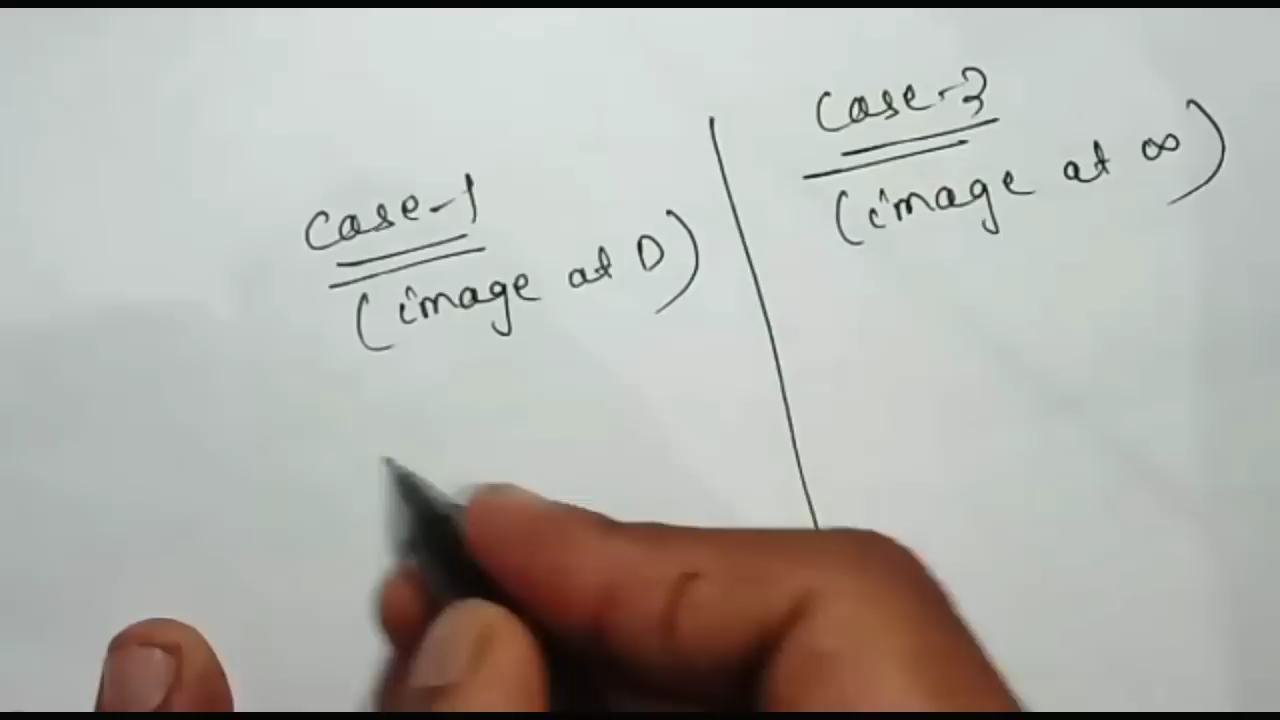 Case-1
(image at D)
Case-2
(image at ∞)